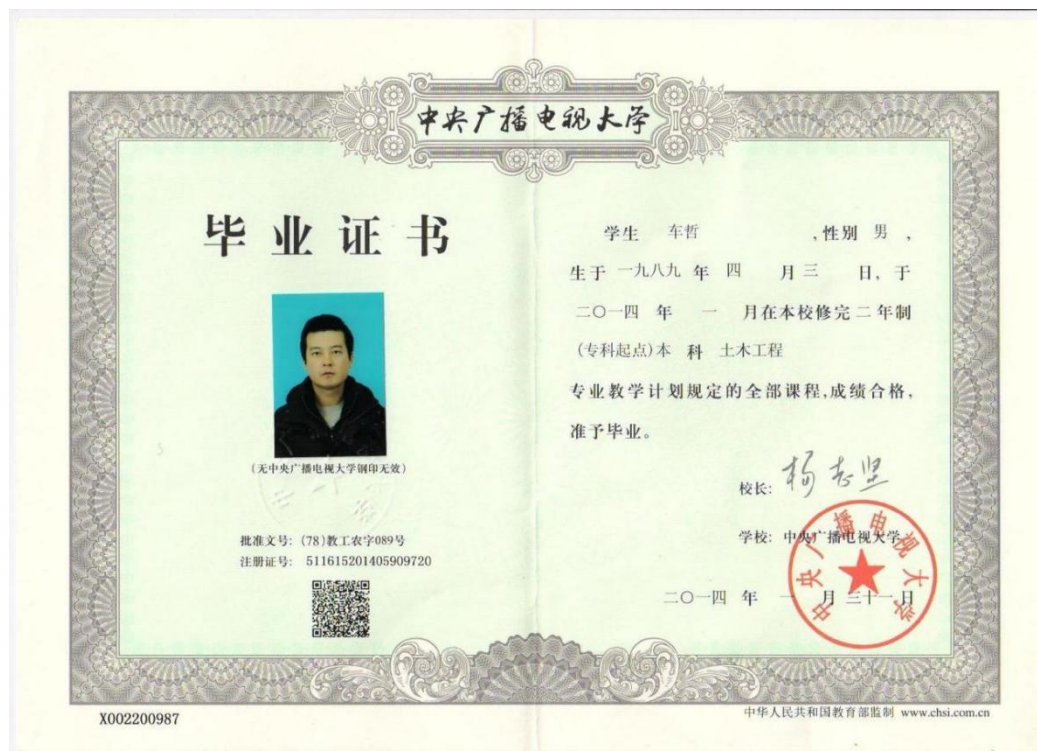 中央广播电视大学
毕业证书
(无中央广播电视大学钢印无效)
批准文号: (78)教工农字089号
注册证号: 511615201405909720
X002200987
学生 车哲 ,性别 男 ,
生于 一九八九 年 四 月 三 日, 于
二〇一四 年 一 月在本校修完 二 年制
(专科起点)本 科 土木工程
专业教学计划规定的全部课程,成绩合格,
准予毕业。
校长: 杨志坚
学校: 中央广播电视大学
中央广播电视大学
二〇一四 年 一 月 三十一 日
中华人民共和国教育部监制 www.chsi.com.cn